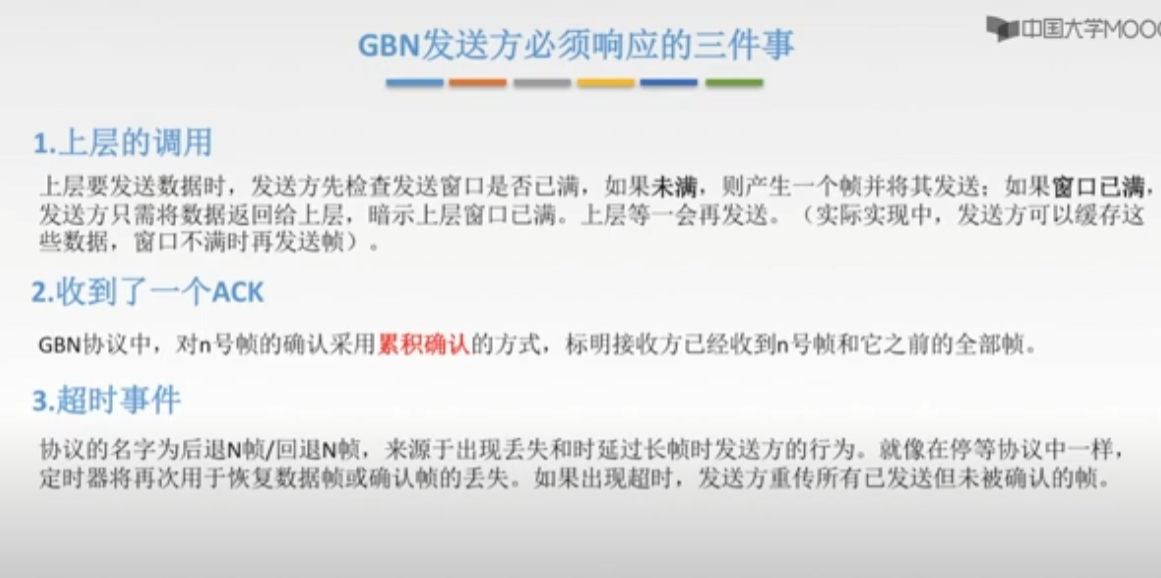 中国大学MOOC
GBN发送方必须响应的三件事
1.上层的调用
上层要发送数据时，发送方先检查发送窗口是否已满，如果未满，则产生一个帧并将其发送；如果窗口已满，
发送方只需将数据返回给上层，暗示上层窗口已满。上层等一会再发送。（实际实现中，发送方可以缓存这
些数据，窗口不满时再发送帧）。
2.收到了一个ACK
GBN协议中，对n号帧的确认采用累积确认的方式，标明接收方已经收到n号帧和它之前的全部帧。
3.超时事件
协议的名字为后退N帧/回退N帧，来源于出现丢失和时延过长帧时发送方的行为。就像在停等协议中一样，
定时器将再次用于恢复数据帧或确认帧的丢失。如果出现超时，发送方重传所有已发送但未被确认的帧。